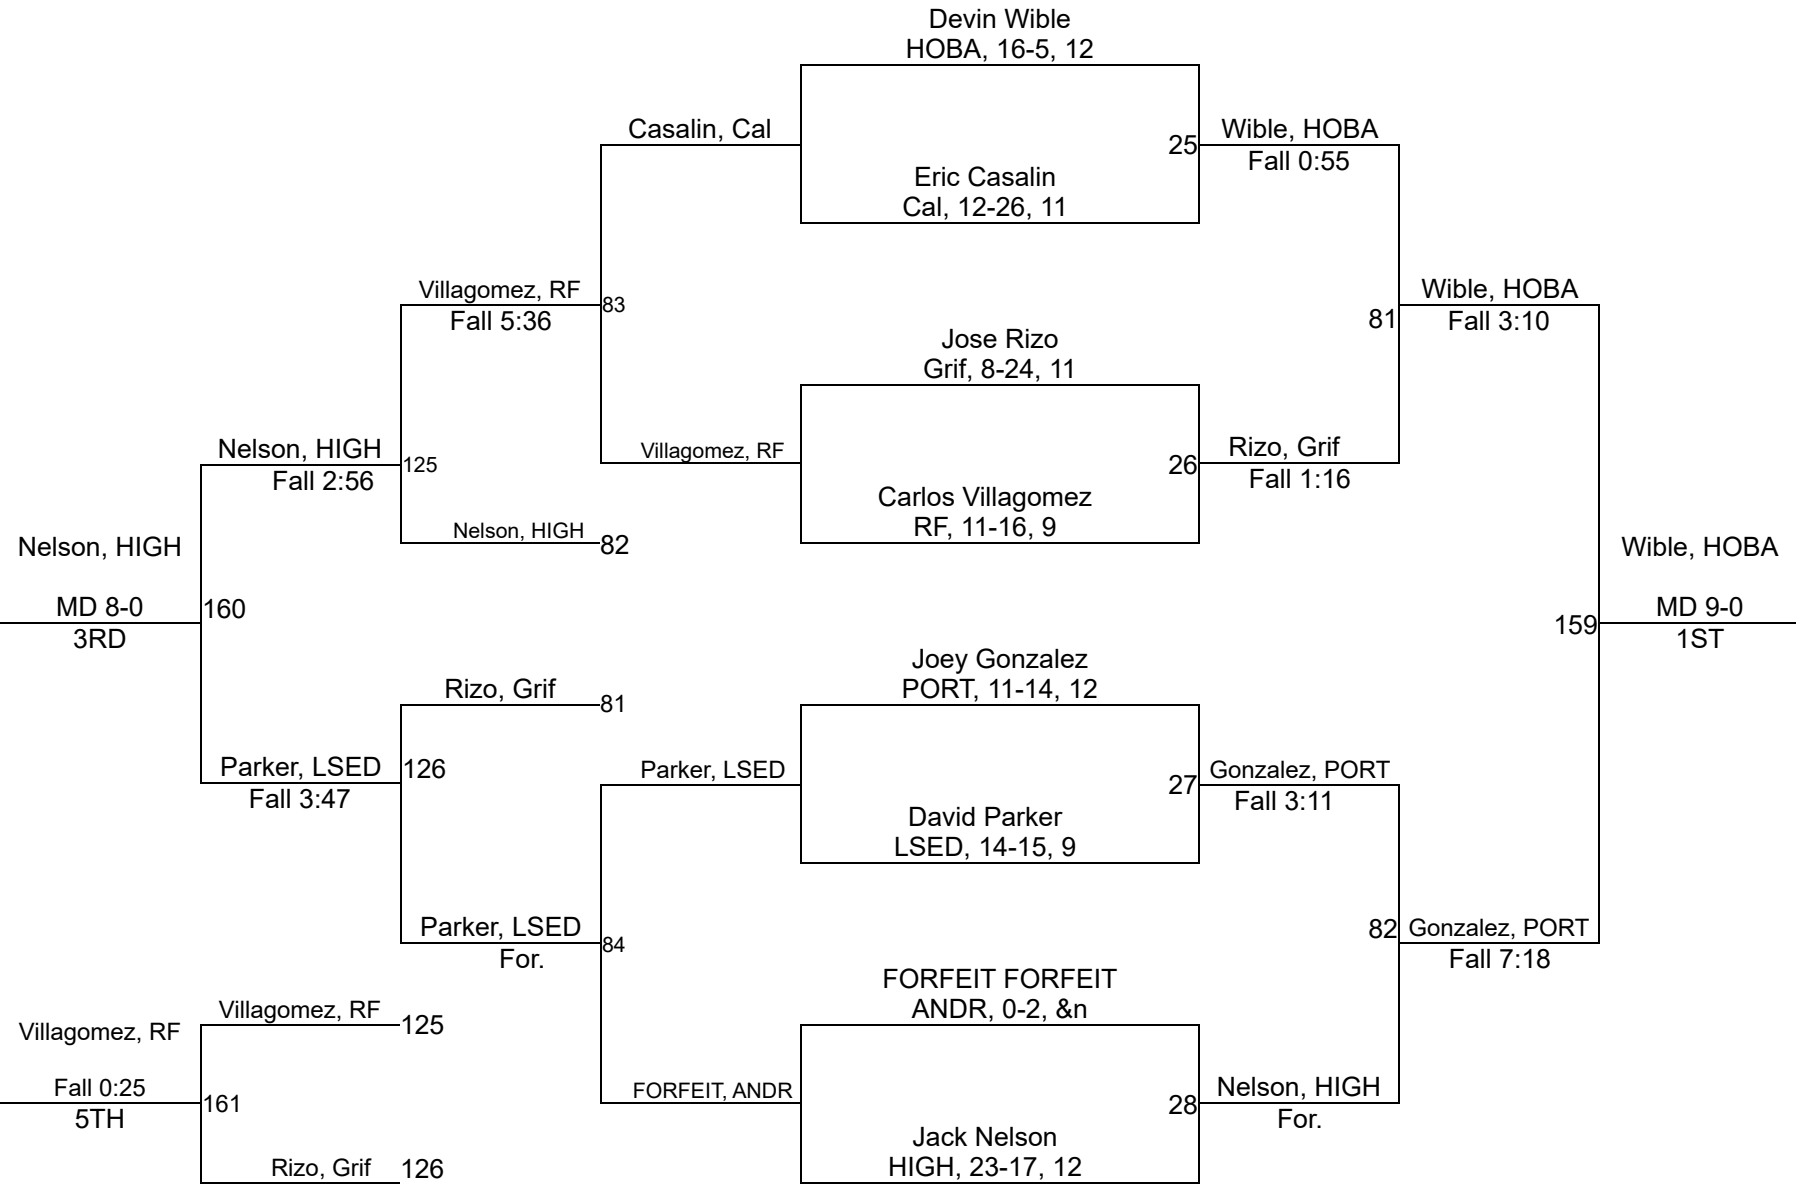 Devin Wible
HOBA, 16-5, 12
Casalin, Cal
25
Wible, HOBA
Fall 0:55
Eric Casalin
Cal, 12-26, 11
Villagomez, RF
Fall 5:36
83
Wible, HOBA
Fall 3:10
81
Jose Rizo
Grif, 8-24, 11
Nelson, HIGH
Fall 2:56
125
Villagomez, RF
26
Rizo, Grif
Fall 1:16
Carlos Villagomez
RF, 11-16, 9
Nelson, HIGH
82
Nelson, HIGH
MD 8-0
3RD
160
Wible, HOBA
MD 9-0
1ST
159
Joey Gonzalez
PORT, 11-14, 12
Rizo, Grif
81
Parker, LSED
Fall 3:47
126
Parker, LSED
27
Gonzalez, PORT
Fall 3:11
David Parker
LSED, 14-15, 9
Parker, LSED
For.
84
82
Gonzalez, PORT
Fall 7:18
FORFEIT FORFEIT
ANDR, 0-2, &n
Villagomez, RF
125
Villagomez, RF
Fall 0:25
5TH
161
FORFEIT, ANDR
28
Nelson, HIGH
For.
Jack Nelson
HIGH, 23-17, 12
Rizo, Grif
126